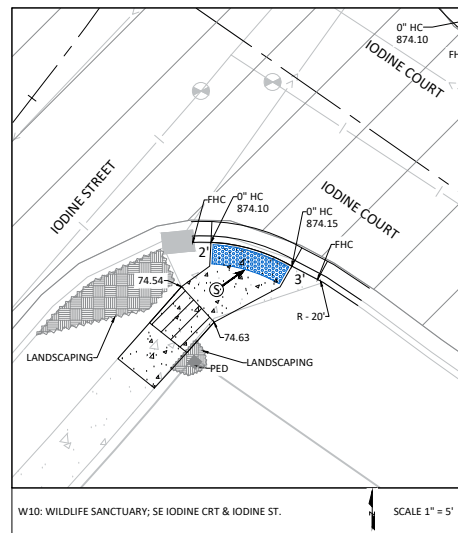 0" HC
874.10
FH
IODINE COURT
IODINE STREET
IODINE COURT
FHC
0" HC
874.10
0" HC
874.15
2'
3'
FHC
74.54
S
R - 20'
74.63
LANDSCAPING
LANDSCAPING
PED
W10: WILDLIFE SANCTUARY; SE IODINE CRT & IODINE ST.
N
SCALE 1" = 5'